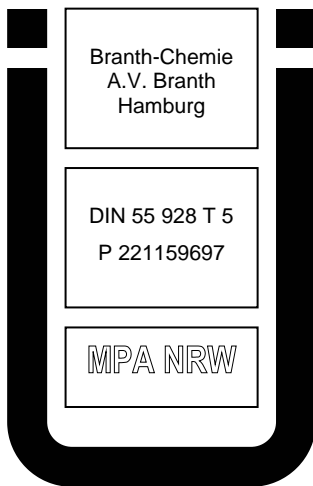 Branth-Chemie
A.V. Branth
Hamburg
DIN 55 928 T 5
P 221159697
MPA NRW